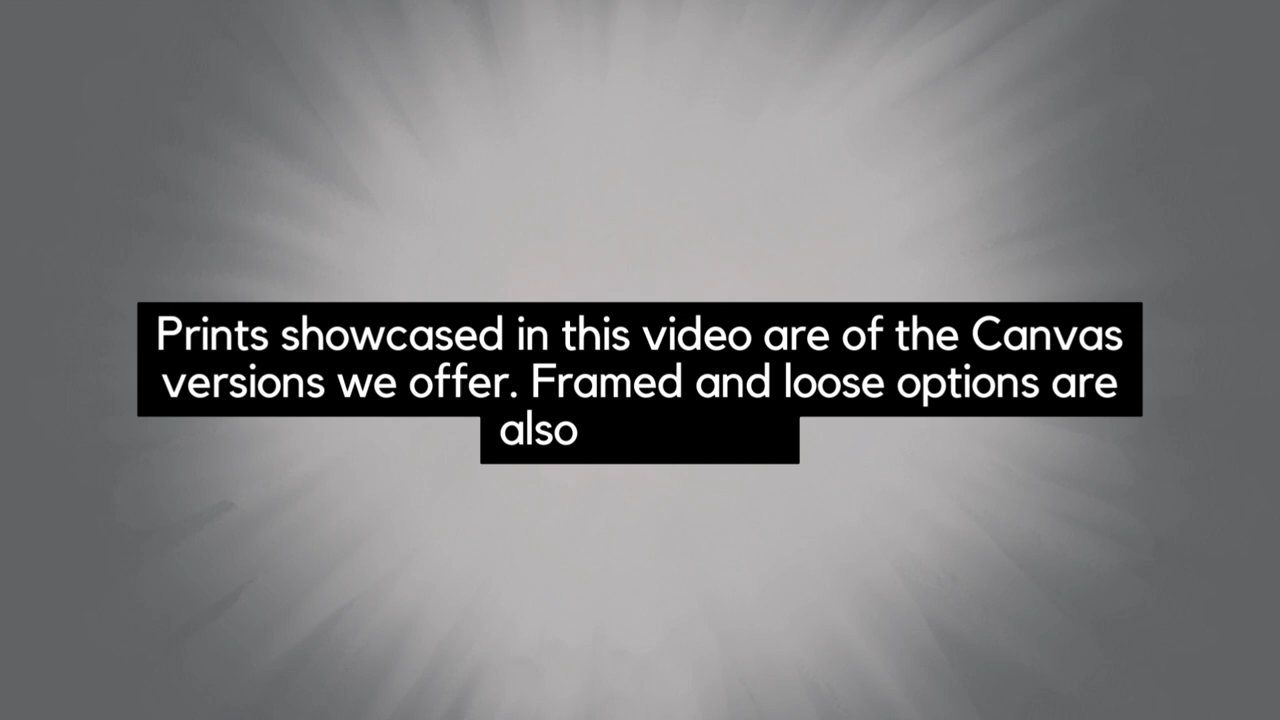 Prints showcased in this video are of the Canvas
versions we offer. Framed and loose options are
also